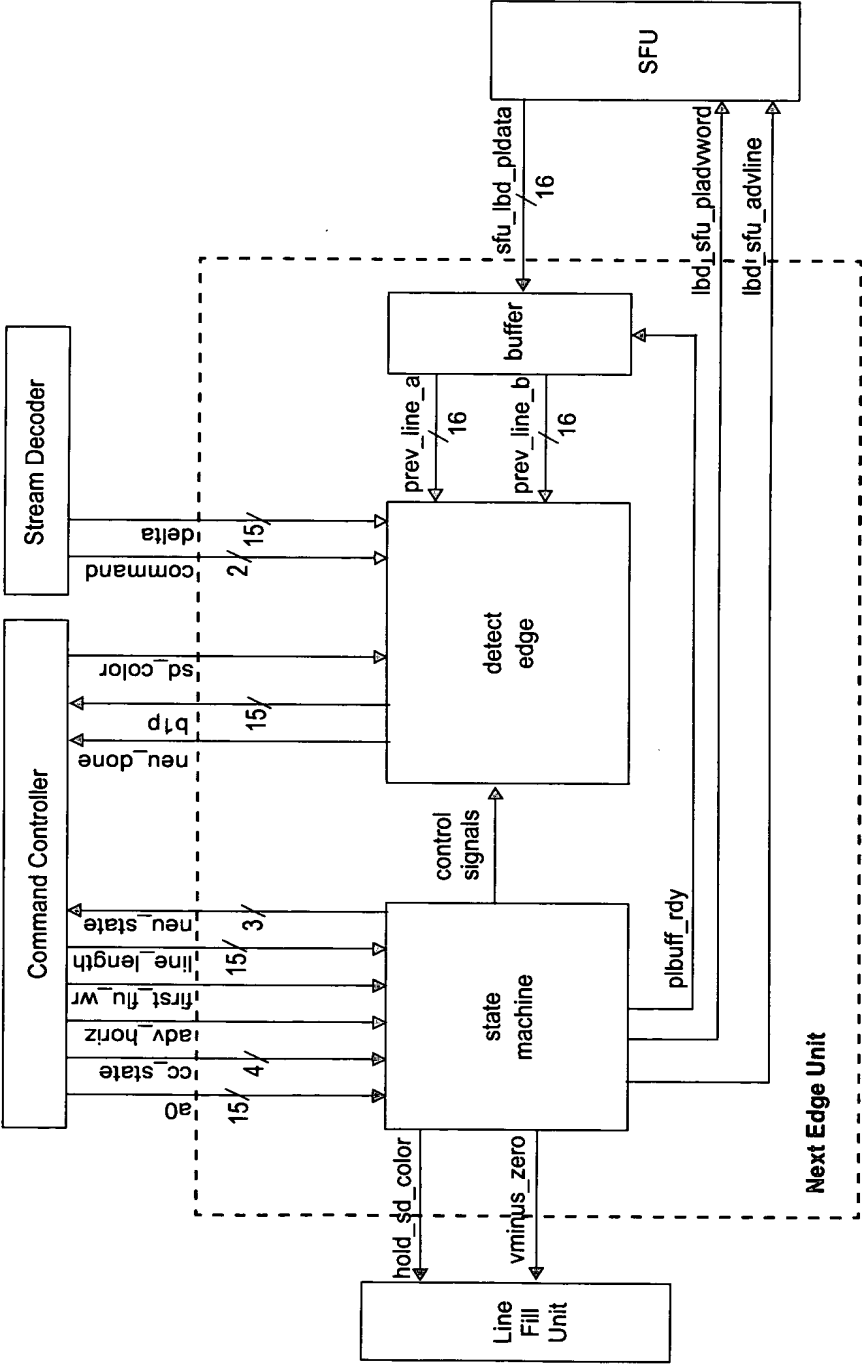 Command Controller
Stream Decoder
a0
15
cc_state
4
adv_horiz
first_flu_wr
line_length
15
neu_state
3
neu_done
b1p
15
sd_color
command
2
delta
15
Line
Fill
Unit
hold_sd_color
vminus_zero
state
machine
control
signals
detect
edge
prev_line_a
16
prev_line_b
16
buffer
sfu_lbd_pldata
16
SFU
plbuff_rdy
lbd_sfu_pladvword
lbd_sfu_advline
Next Edge Unit